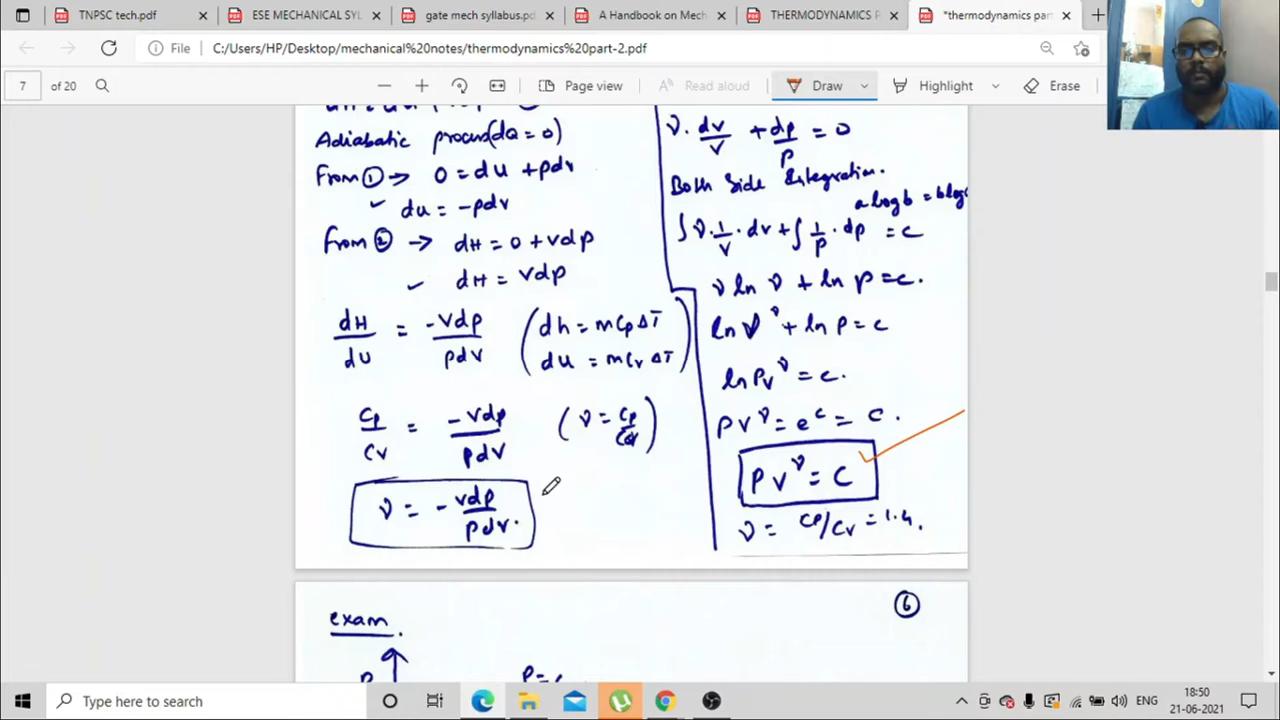 TNPSC tech.pdf
ESE MECHANICAL SYL
gate mech syllabus.pd
A Handbook on Mech
THERMODYNAMICS P
*thermodynamics par
File
C:/Users/HP/Desktop/mechanical%20notes/thermodynamics%20part-2.pdf
7 of 20
Page view
Read aloud
Draw
Highlight
Erase
Adiabatic process(dQ = 0)
From ① → 0 = du + pdv
du = -pdv
From ② → dH = 0 + vdp
dH = vdp
dH/du = -vdp/pdv (dh = mCpΔT
du = mCvΔT)
Cp/Cv = -vdp/pdv (γ = Cp/Cv)
γ = -vdp/pdv.
γ. dv/v + dp/p = 0
Both Side Integration.
a log b = b log
∫γ. 1/v . dv + ∫ 1/p . dp = c
γ ln v + ln p = c.
ln v^γ + ln p = c
ln pv^γ = c.
pv^γ = e^c = c.
pv^γ = c
γ = Cp/Cv = 1.4.
exam.
⑥
P
P = c
Type here to search
ENG
18:50
21-06-2021